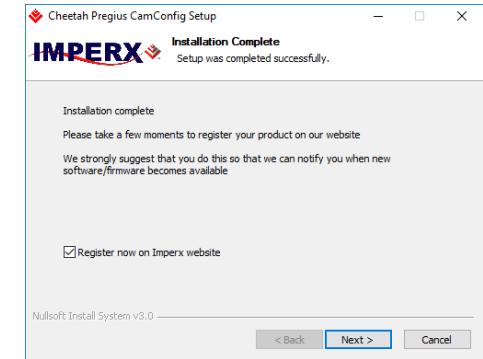 Cheetah Pregius CamConfig Setup
IMPERX
Installation Complete
Setup was completed successfully.
Installation complete
Please take a few moments to register your product on our website
We strongly suggest that you do this so that we can notify you when new
software/firmware becomes available
Register now on Imperx website
Nullsoft Install System v3.0
< Back
Next >
Cancel